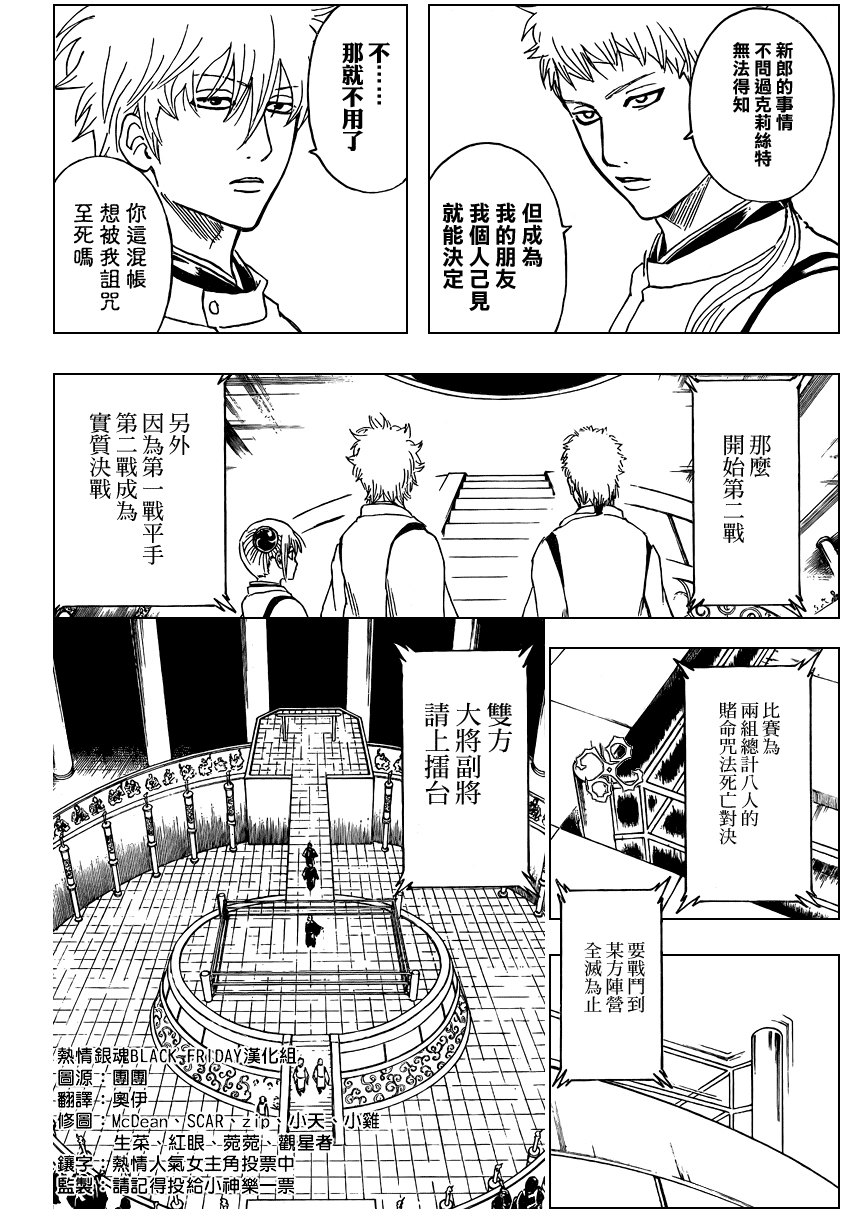 新郎的事情
不問過克莉絲特
無法得知
但成為
我的朋友
我個人己見
就能決定
不……
那就不用了
你這混帳
想被我詛咒
至死嗎
那麼
開始第二戰
另外
因為第一戰平手
第二戰成為
實質決戰
比賽為
兩組總計八人的
賭命咒法死亡對決
要戰鬥到
某方陣營
全滅為止
雙方
大將副將
請上擂台
熱情銀魂BLACK FRIDAY漢化組
圖源：團團
翻譯：奧伊
修圖：McDean、SCAR、zip、小天、小雞
生菜、紅眼、菀菀、觀星者
鑲字：熱情人氣女主角投票中
監製：請記得投給小神樂一票